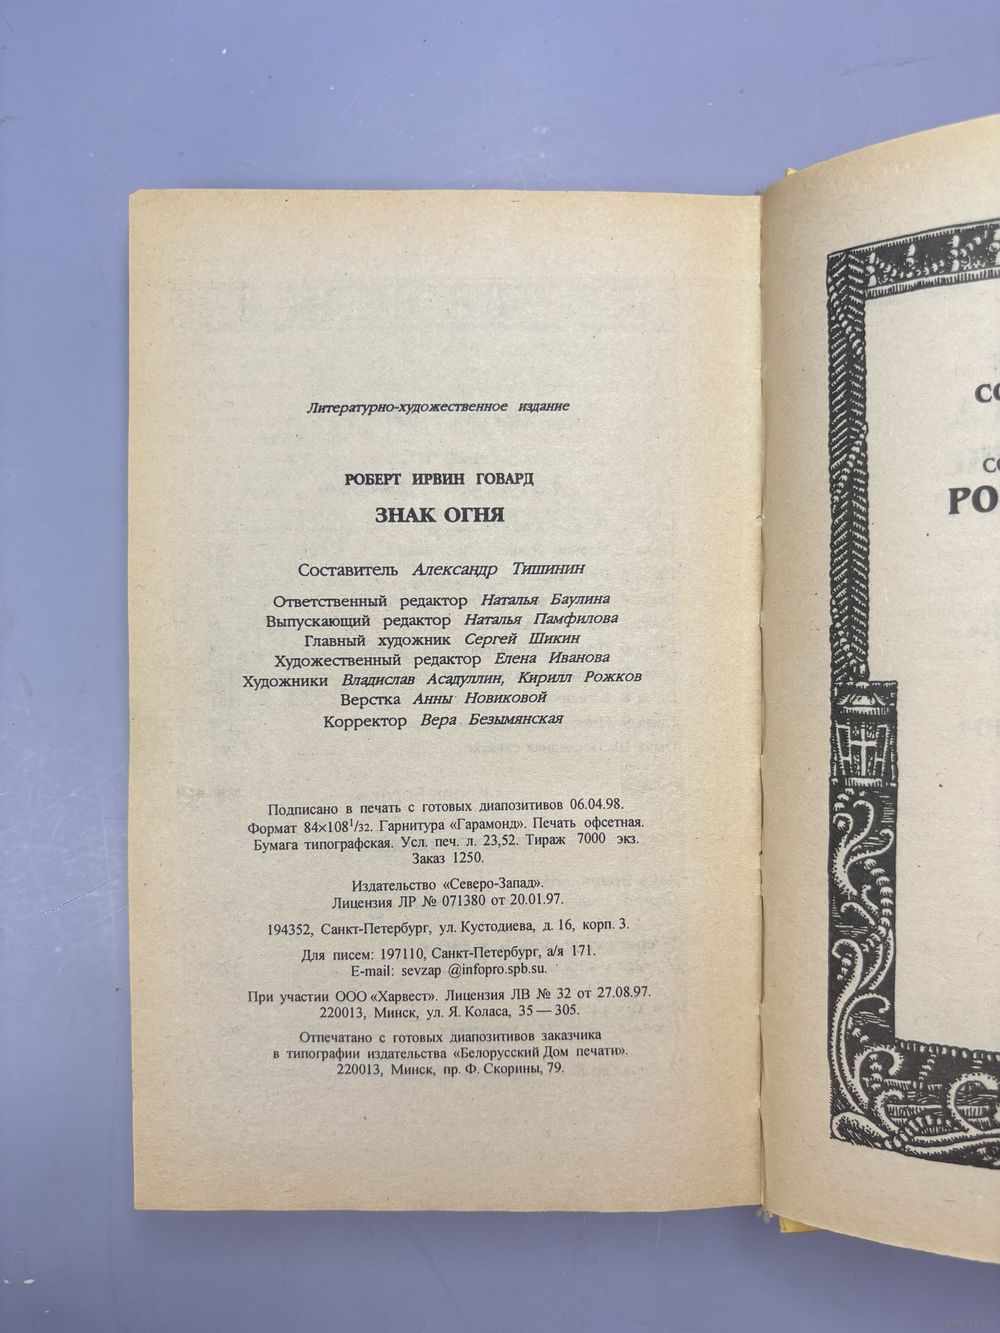 Литературно-художественное издание
РОБЕРТ ИРВИН ГОВАРД
ЗНАК ОГНЯ
Составитель Александр Тишинин
Ответственный редактор Наталья Баулина
Выпускающий редактор Наталья Памфилова
Главный художник Сергей Шикин
Художественный редактор Елена Иванова
Художники Владислав Асадуллин, Кирилл Рожков
Верстка Анны Новиковой
Корректор Вера Безымянская
Подписано в печать с готовых диапозитивов 06.04.98.
Формат 84×108¹/32. Гарнитура «Гарамонд». Печать офсетная.
Бумага типографская. Усл. печ. л. 23,52. Тираж 7000 экз.
Заказ 1250.
Издательство «Северо-Запад».
Лицензия ЛР № 071380 от 20.01.97.
194352, Санкт-Петербург, ул. Кустодиева, д. 16, корп. 3.
Для писем: 197110, Санкт-Петербург, а/я 171.
E-mail: sevzap @infopro.spb.su.
При участии ООО «Харвест». Лицензия ЛВ № 32 от 27.08.97.
220013, Минск, ул. Я. Коласа, 35 — 305.
Отпечатано с готовых диапозитивов заказчика
в типографии издательства «Белорусский Дом печати».
220013, Минск, пр. Ф. Скорины, 79.
СО
СО
РО